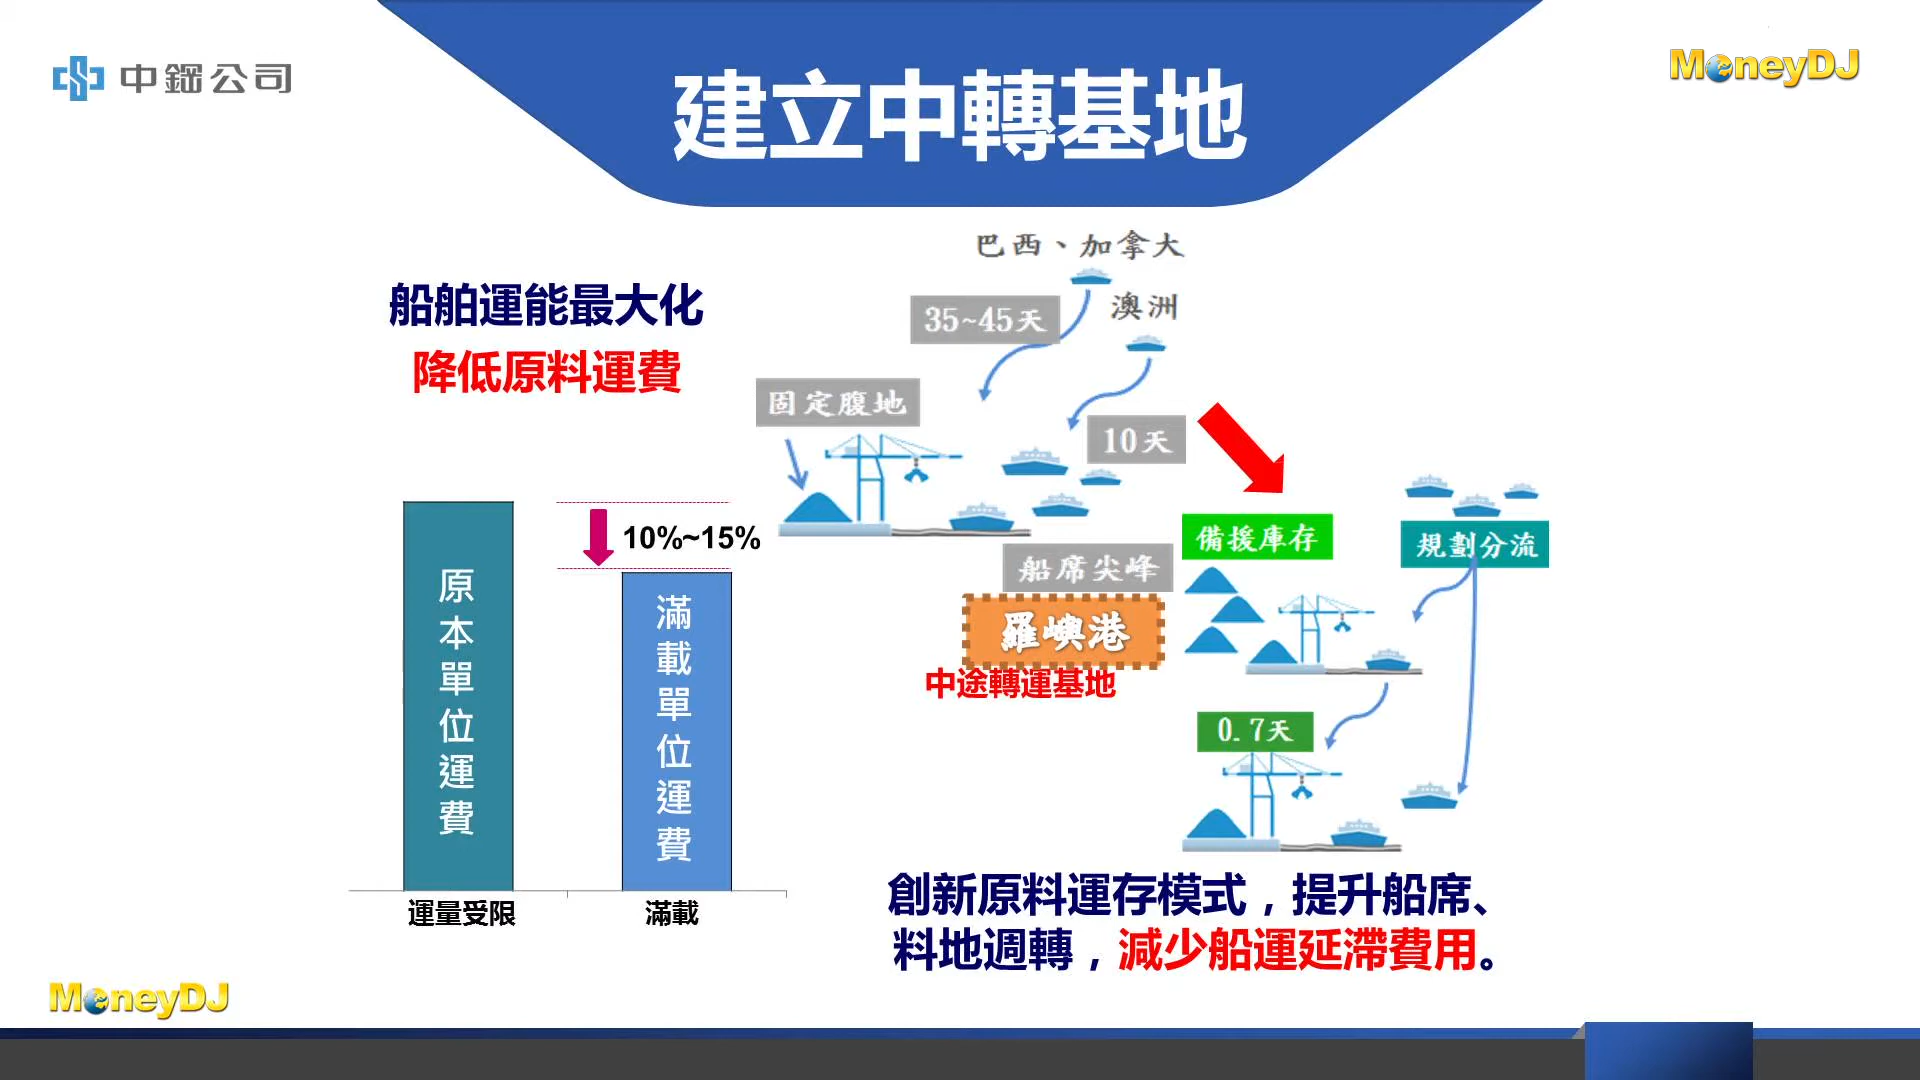 中鋼公司
MoneyDJ
建立中轉基地
船舶運能最大化
降低原料運費
10%~15%
原本單位運費
滿載單位運費
運量受限
滿載
巴西、加拿大
35~45天
澳洲
固定腹地
10天
船席尖峰
羅嶼港
中途轉運基地
備援庫存
規劃分流
0.7天
創新原料運存模式，提升船席、
料地週轉，減少船運延滯費用。
MoneyDJ